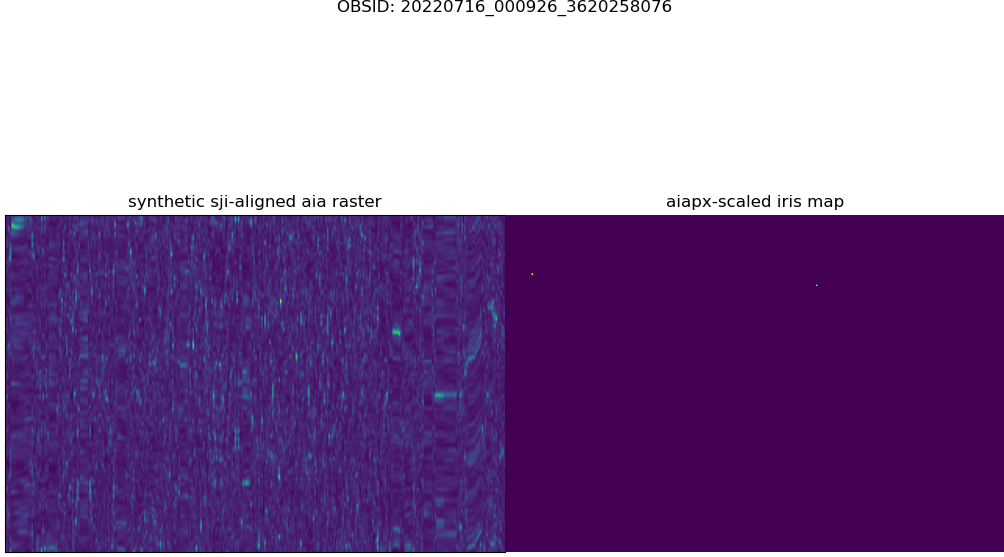 OBSID: 20220716_000926_3620258076
synthetic sji-aligned aia raster
aiapx-scaled iris map